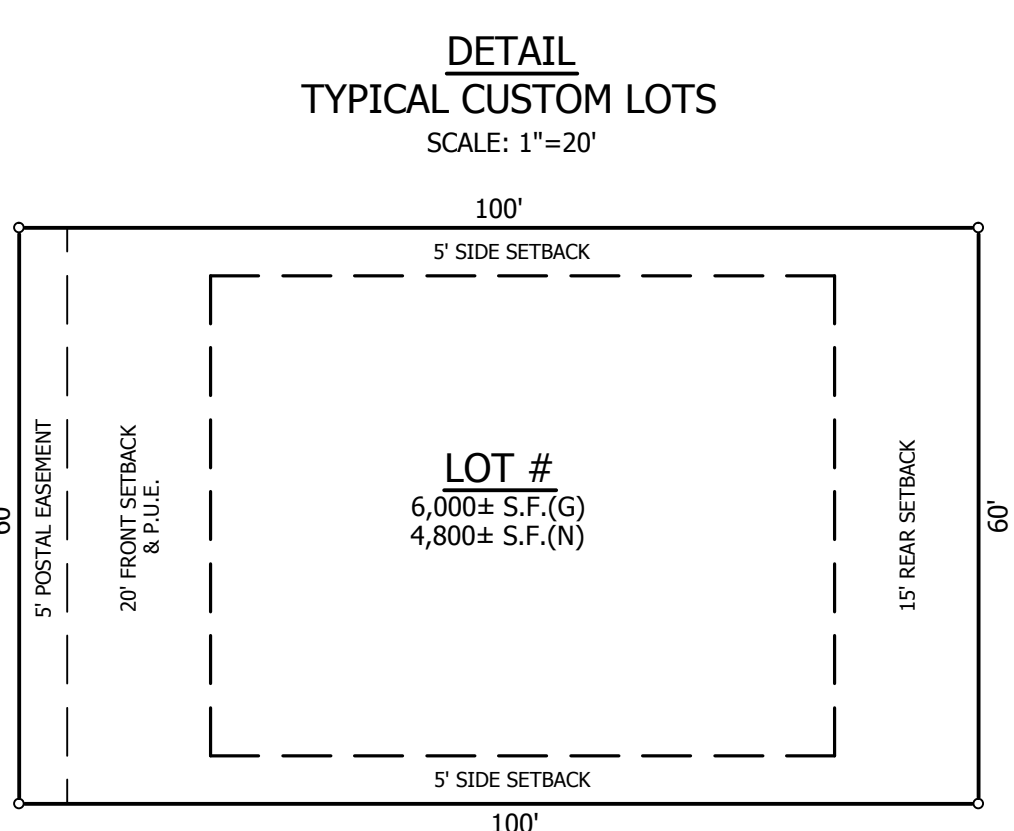 DETAIL
TYPICAL CUSTOM LOTS
SCALE: 1"=20'
100'
5' SIDE SETBACK
60'
5' POSTAL EASEMENT
20' FRONT SETBACK
& P.U.E.
LOT #
6,000± S.F.(G)
4,800± S.F.(N)
15' REAR SETBACK
60'
5' SIDE SETBACK
100'